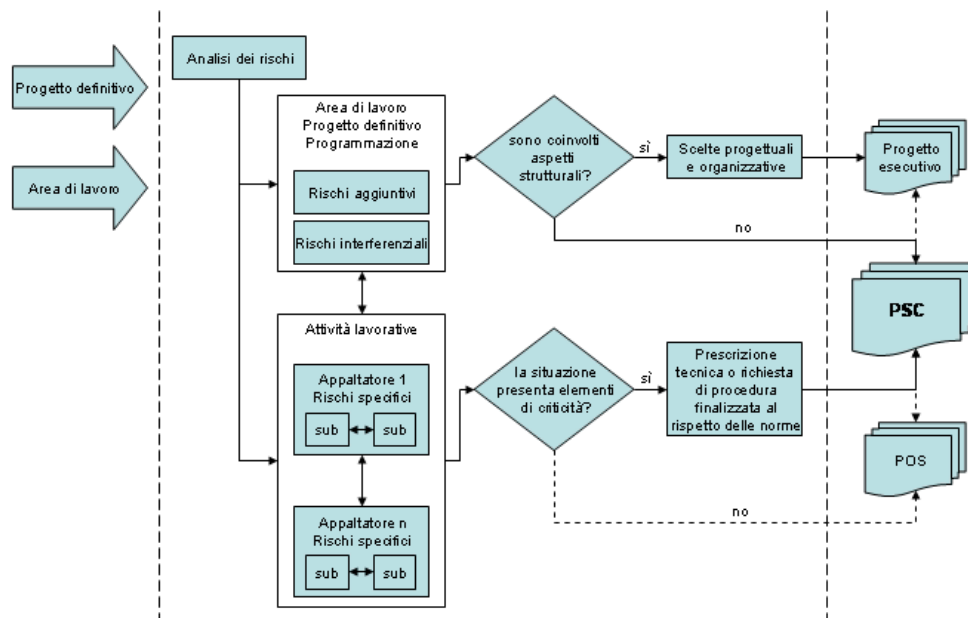 Progetto definitivo
Area di lavoro
Analisi dei rischi
Area di lavoro
Progetto definitivo
Programmazione
Rischi aggiuntivi
Rischi interferenziali
sono coinvolti
aspetti
strutturali?
sì
Scelte progettuali
e organizzative
Progetto
esecutivo
no
PSC
Attività lavorative
Appaltatore 1
Rischi specifici
sub
sub
Appaltatore n
Rischi specifici
sub
sub
la situazione
presenta elementi
di criticità?
sì
Prescrizione
tecnica o richiesta
di procedura
finalizzata al
rispetto delle norme
POS
no